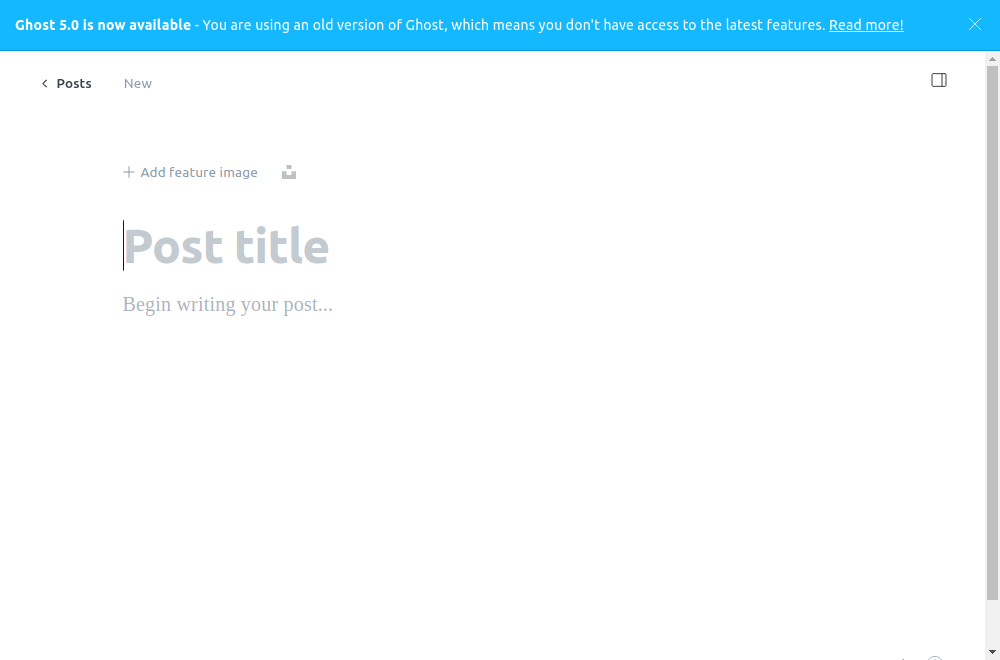 Ghost 5.0 is now available - You are using an old version of Ghost, which means you don't have access to the latest features. Read more!
Posts New
Add feature image
Post title
Begin writing your post...